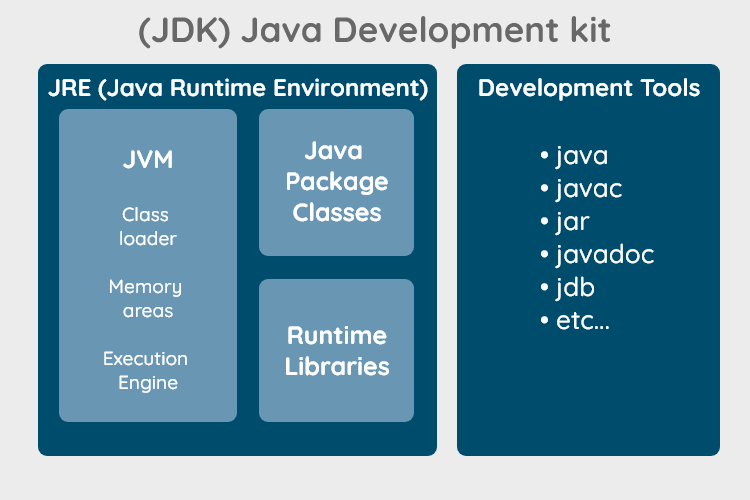 (JDK) Java Development kit
JRE (Java Runtime Environment)
JVM
Class
loader
Memory
areas
Execution
Engine
Java
Package
Classes
Runtime
Libraries
Development Tools
• java
• javac
• jar
• javadoc
• jdb
• etc...